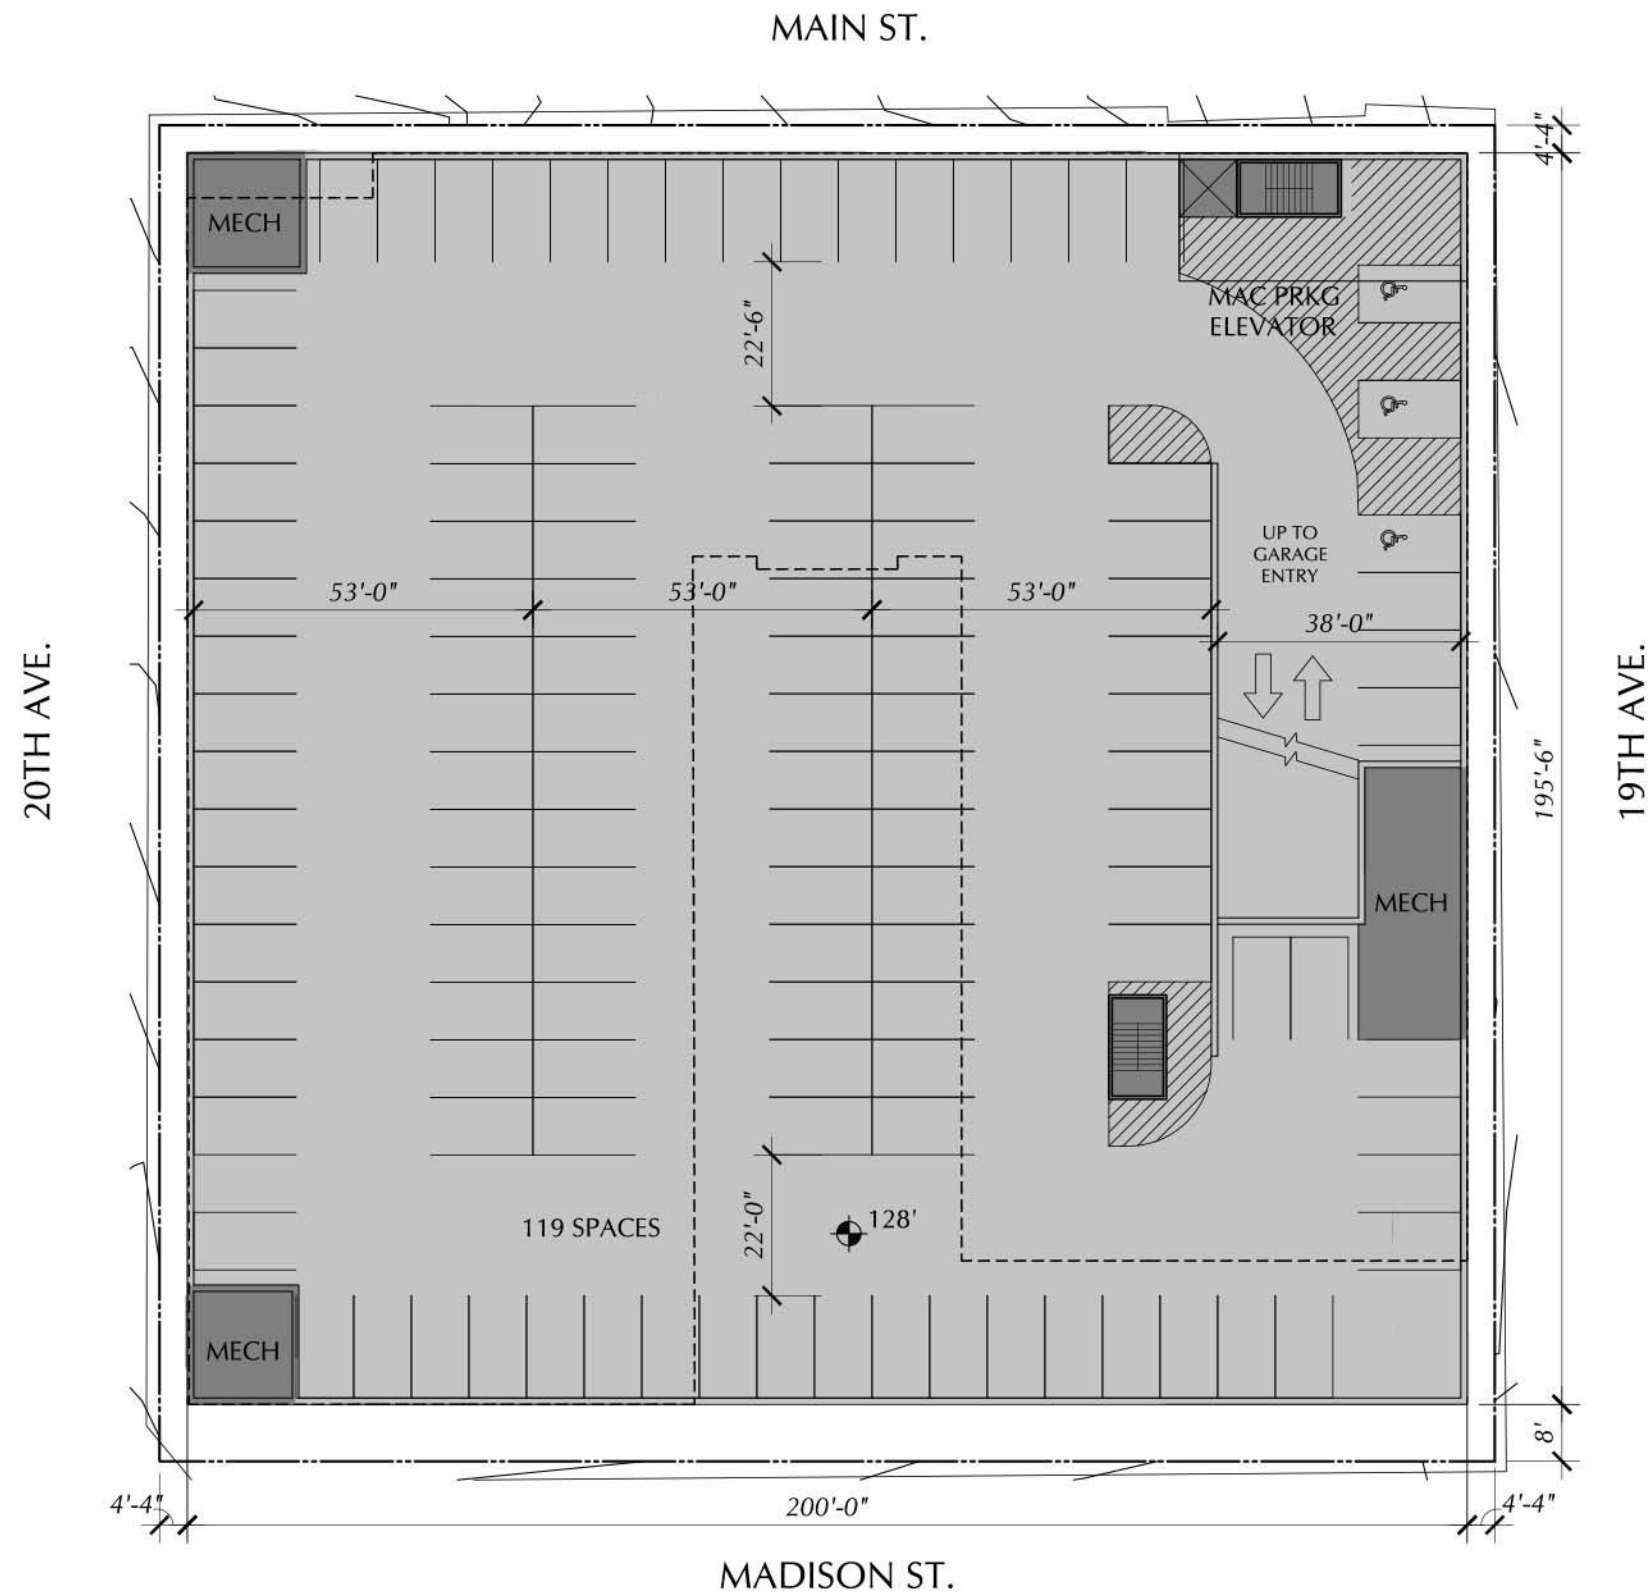 MAIN ST.
4'-4"
MECH
22'-6"
MAC PRKG
ELEVATOR
UP TO
GARAGE
ENTRY
53'-0"
53'-0"
53'-0"
38'-0"
20TH AVE.
19TH AVE.
195'-6"
MECH
119 SPACES
22'-0"
128'
MECH
8'
4'-4"
200'-0"
4'-4"
MADISON ST.